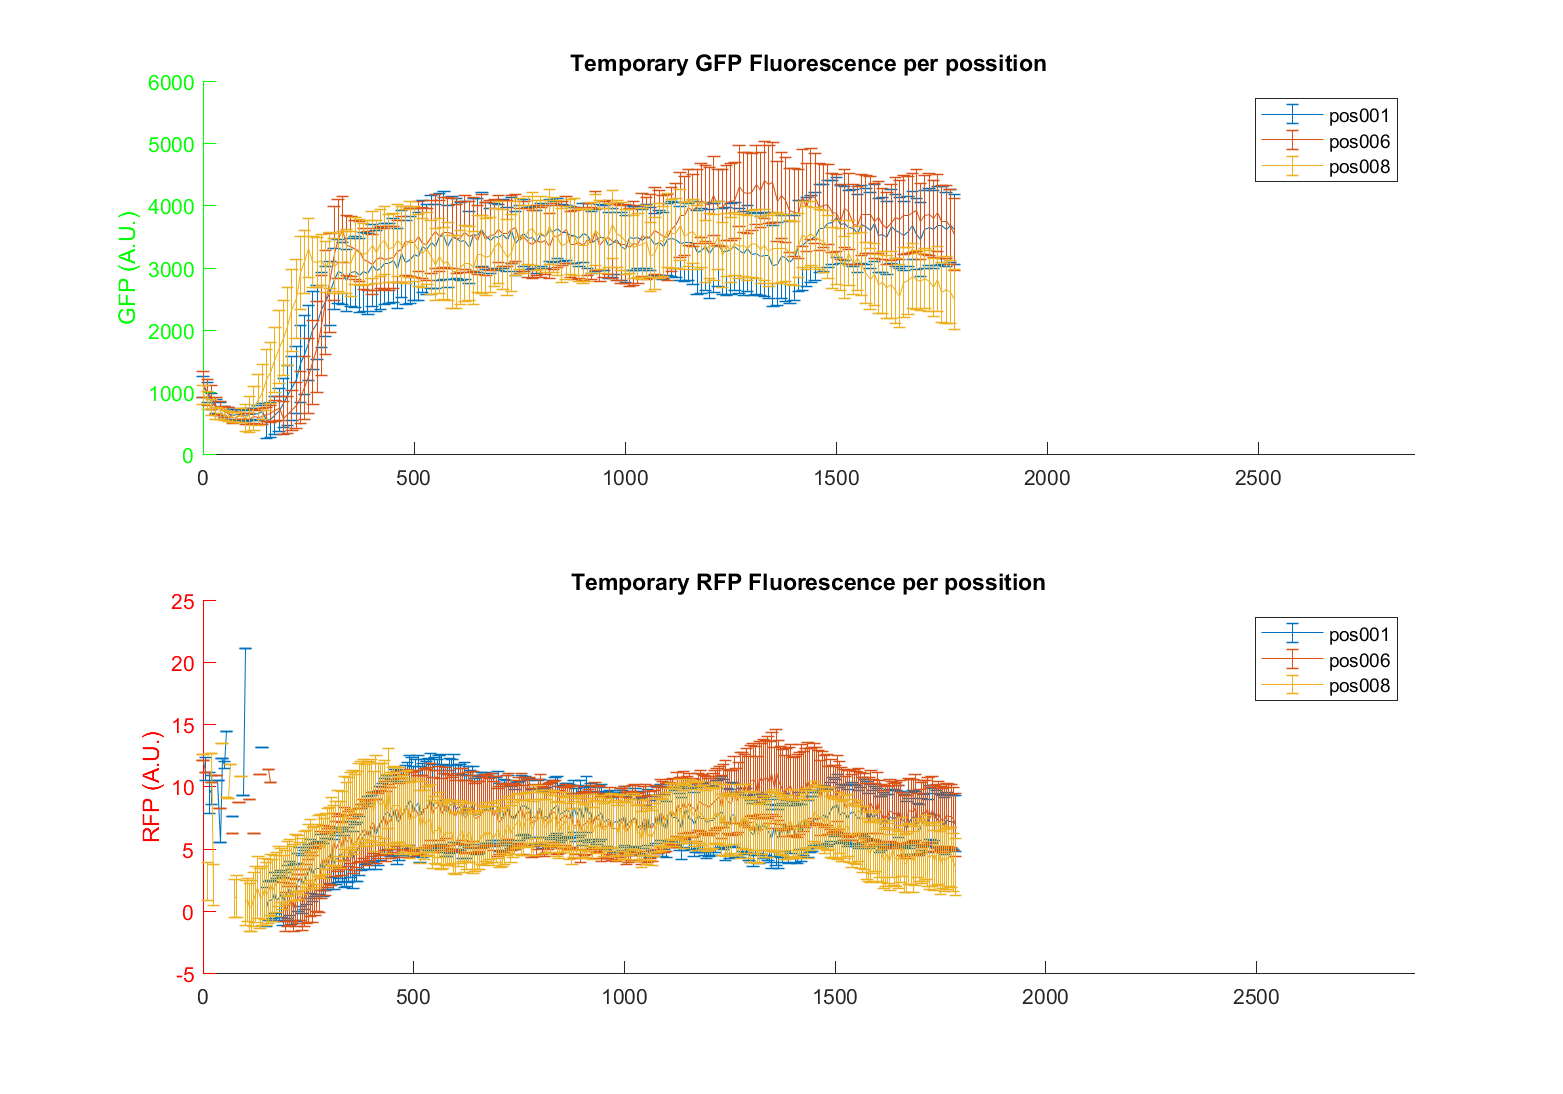 Temporary GFP Fluorescence per possition
6000
5000
4000
3000
2000
1000
0
GFP (A.U.)
0 500 1000 1500 2000 2500
pos001
pos006
pos008
Temporary RFP Fluorescence per possition
25
20
15
10
5
0
-5
RFP (A.U.)
0 500 1000 1500 2000 2500
pos001
pos006
pos008